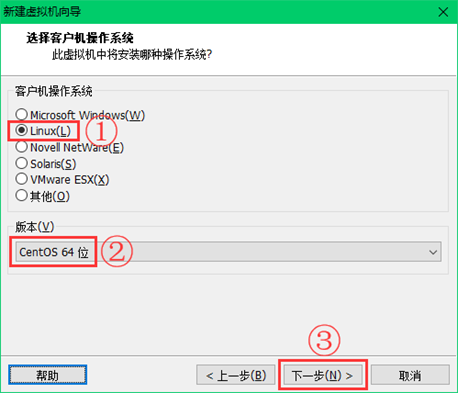 新建虚拟机向导
选择客户机操作系统
此虚拟机中将安装哪种操作系统?
客户机操作系统
Microsoft Windows(W)
Linux(L) ①
Novell NetWare(E)
Solaris(S)
VMware ESX(X)
其他(O)
版本(V)
CentOS 64 位 ②
③
帮助 < 上一步(B) 下一步(N) > 取消